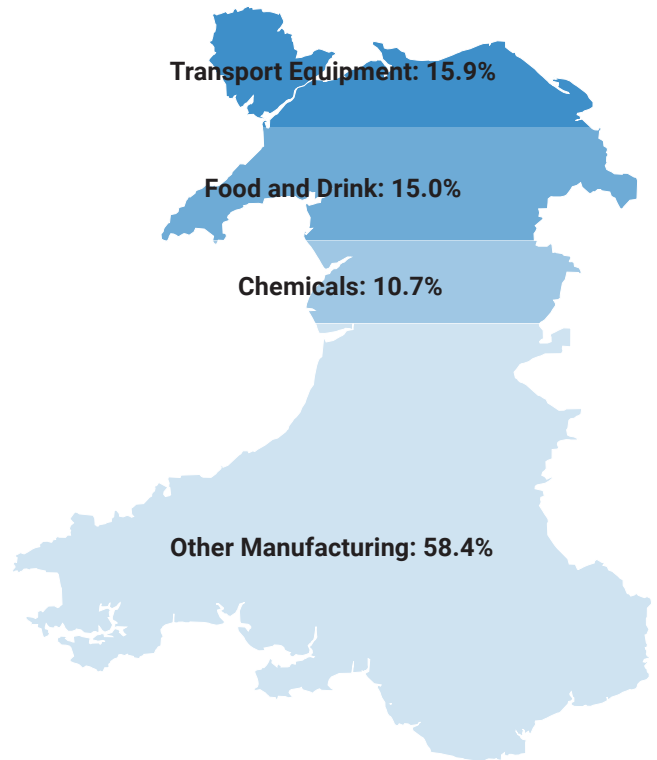 Transport Equipment: 15.9%
Food and Drink: 15.0%
Chemicals: 10.7%
Other Manufacturing: 58.4%